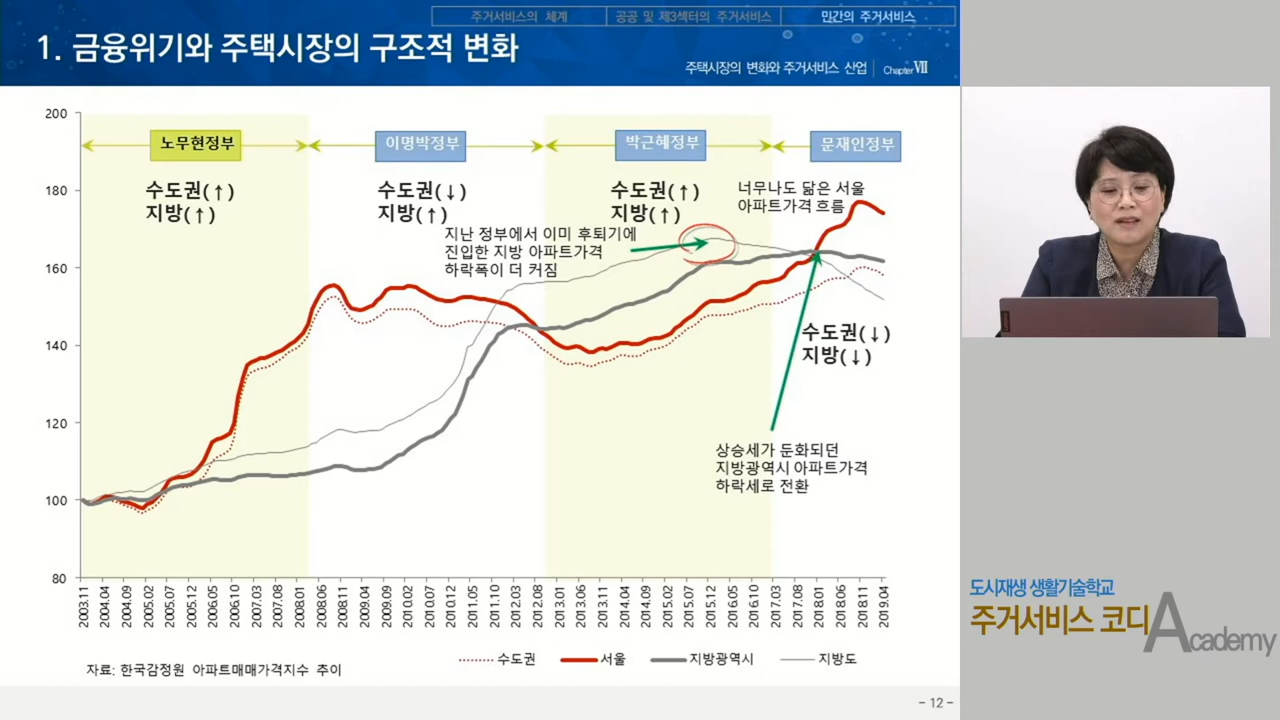 주거서비스의 체계
공공 및 제3섹터의 주거서비스
민간의 주거서비스
1. 금융위기와 주택시장의 구조적 변화
주택시장의 변화와 주거서비스 산업
Chapter Ⅶ
노무현정부
이명박정부
박근혜정부
문재인정부
수도권(↑)
지방(↑)
수도권(↓)
지방(↑)
수도권(↑)
지방(↑)
너무나도 닮은 서울
아파트가격 흐름
지난 정부에서 이미 후퇴기에
진입한 지방 아파트가격
하락폭이 더 커짐
수도권(↓)
지방(↓)
상승세가 둔화되던
지방광역시 아파트가격
하락세로 전환
200
180
160
140
120
100
80
2003.11
2004.04
2004.09
2005.02
2005.07
2005.12
2006.05
2006.10
2007.03
2007.08
2008.01
2008.06
2008.11
2009.04
2009.09
2010.02
2010.07
2010.12
2011.05
2011.10
2012.03
2012.08
2013.01
2013.06
2013.11
2014.04
2014.09
2015.02
2015.07
2015.12
2016.05
2016.10
2017.03
2017.08
2018.01
2018.06
2018.11
2019.04
수도권
서울
지방광역시
지방도
자료: 한국감정원 아파트매매가격지수 추이
- 12 -
도시재생 생활기술학교
주거서비스 코디
Academy